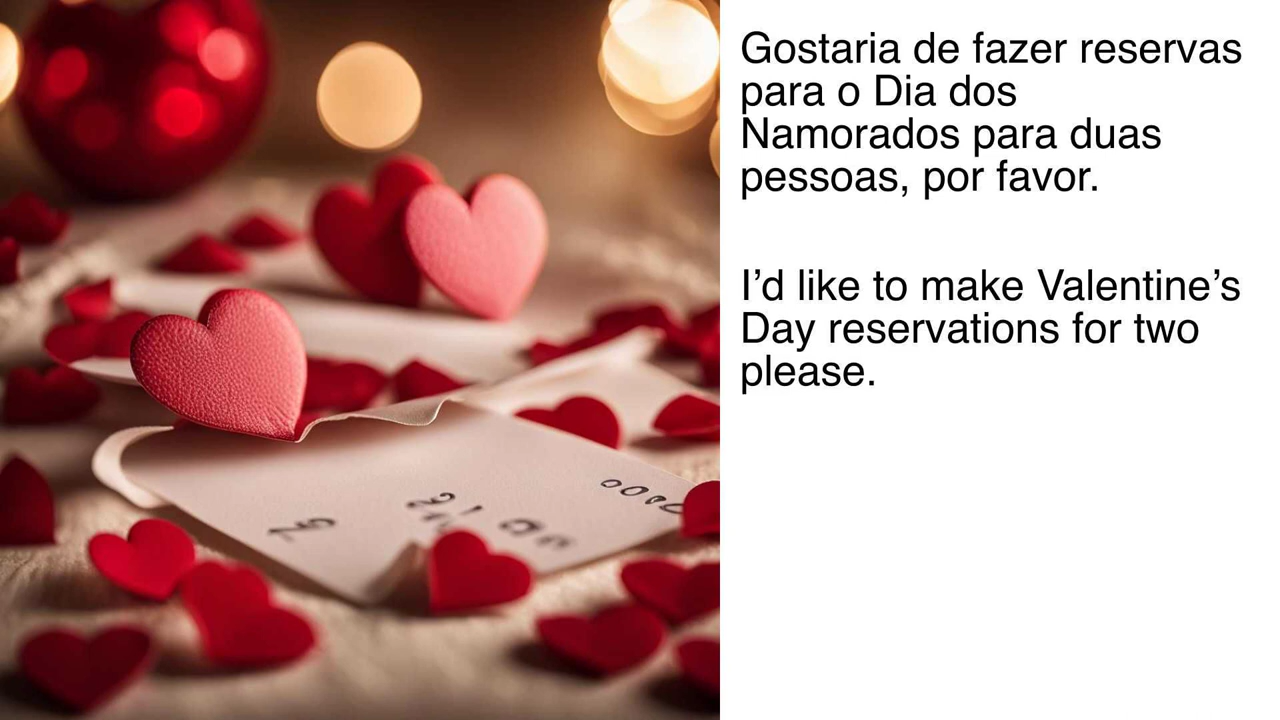 Gostaria de fazer reservas
para o Dia dos
Namorados para duas
pessoas, por favor.
I’d like to make Valentine’s
Day reservations for two
please.